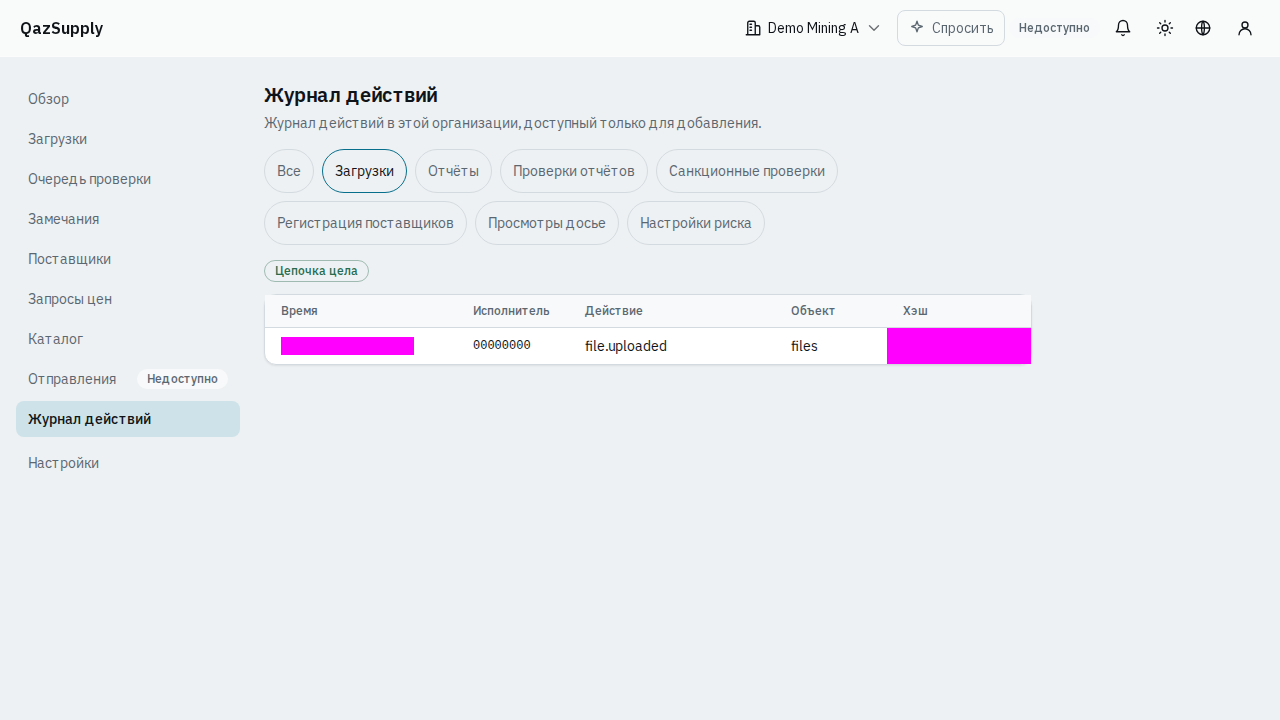 QazSupply
Demo Mining A
Спросить
Недоступно
Обзор
Загрузки
Очередь проверки
Замечания
Поставщики
Запросы цен
Каталог
Отправления Недоступно
Журнал действий
Настройки
Журнал действий
Журнал действий в этой организации, доступный только для добавления.
Все Загрузки Отчёты Проверки отчётов Санкционные проверки
Регистрация поставщиков Просмотры досье Настройки риска
Цепочка цела
Время Исполнитель Действие Объект Хэш
00000000 file.uploaded files